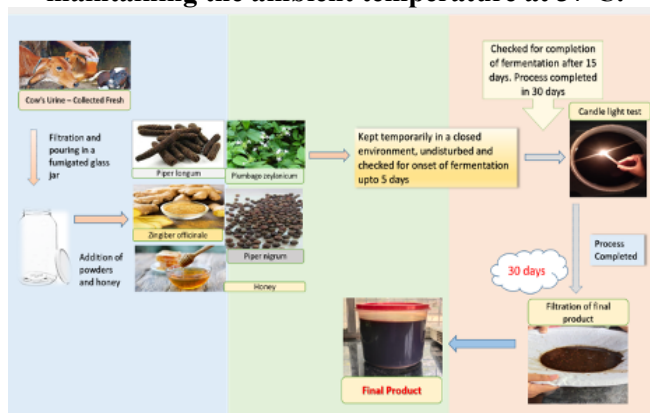 maintaining the ambient temperature at 37°C.
Cow's Urine – Collected Fresh
Filtration and
pouring in a
fumigated glass
jar
Addition of
powders
and honey
Piper longum
Plumbago zeylanicum
Zingiber officinale
Piper nigrum
Honey
Kept temporarily in a closed
environment, undisturbed and
checked for onset of fermentation
upto 5 days
Checked for completion
of fermentation after 15
days. Process completed
in 30 days
Candle light test
Process
Completed
30 days
Filtration of final
product
Final Product